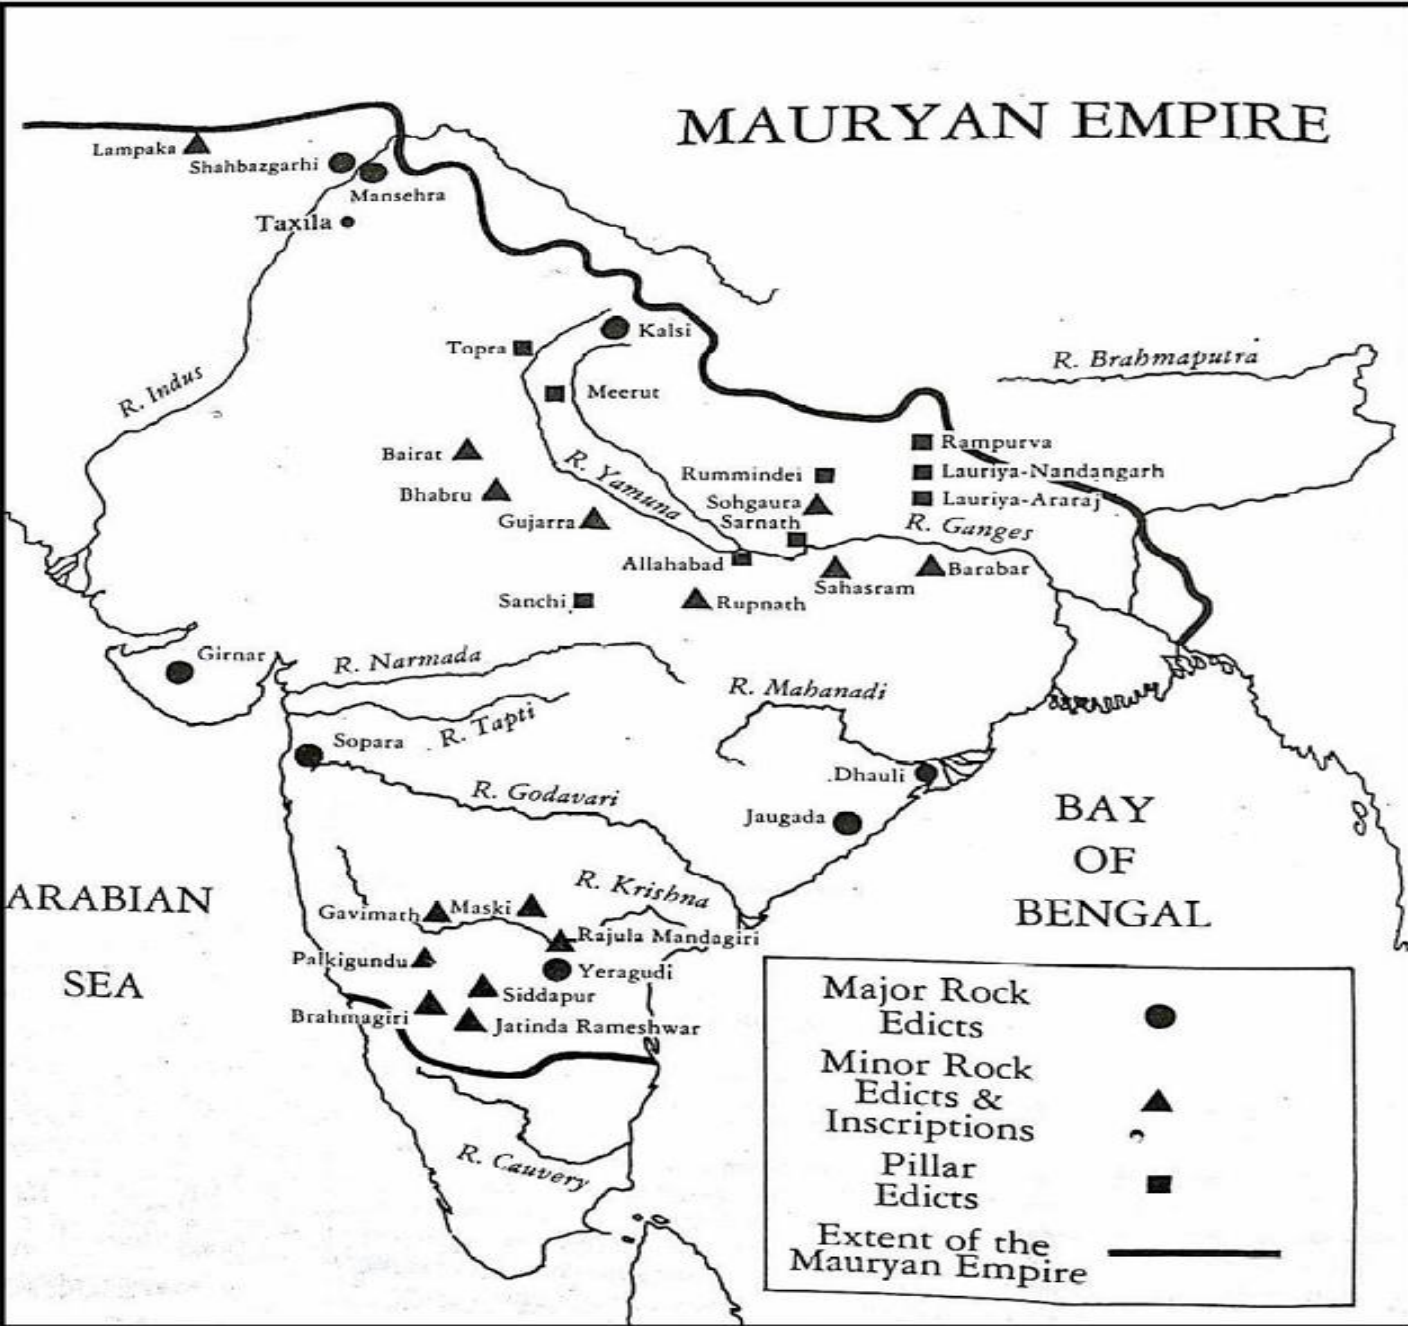 MAURYAN EMPIRE
Lampaka
Shahbazgarhi
Mansehra
Taxila
Kalsi
Topra
R. Brahmaputra
R. Indus
Meerut
Rampurva
Bairat
R. Yamuna
Rummindei
Lauriya-Nandangarh
Bhabru
Sohgaura
Lauriya-Araraj
Gujarra
Sarnath
R. Ganges
Allahabad
Sahasram
Barabar
Sanchi
Rupnath
Girnar
R. Narmada
R. Mahanadi
Sopara
R. Tapti
Dhauli
R. Godavari
Jaugada
BAY
OF
BENGAL
ARABIAN
SEA
R. Krishna
Gavimath
Maski
Rajula Mandagiri
Palkigundu
Yeragudi
Siddapur
Brahmagiri
Jatinda Rameshwar
R. Cauvery
Major Rock
Edicts
Minor Rock
Edicts &
Inscriptions
Pillar
Edicts
Extent of the
Mauryan Empire